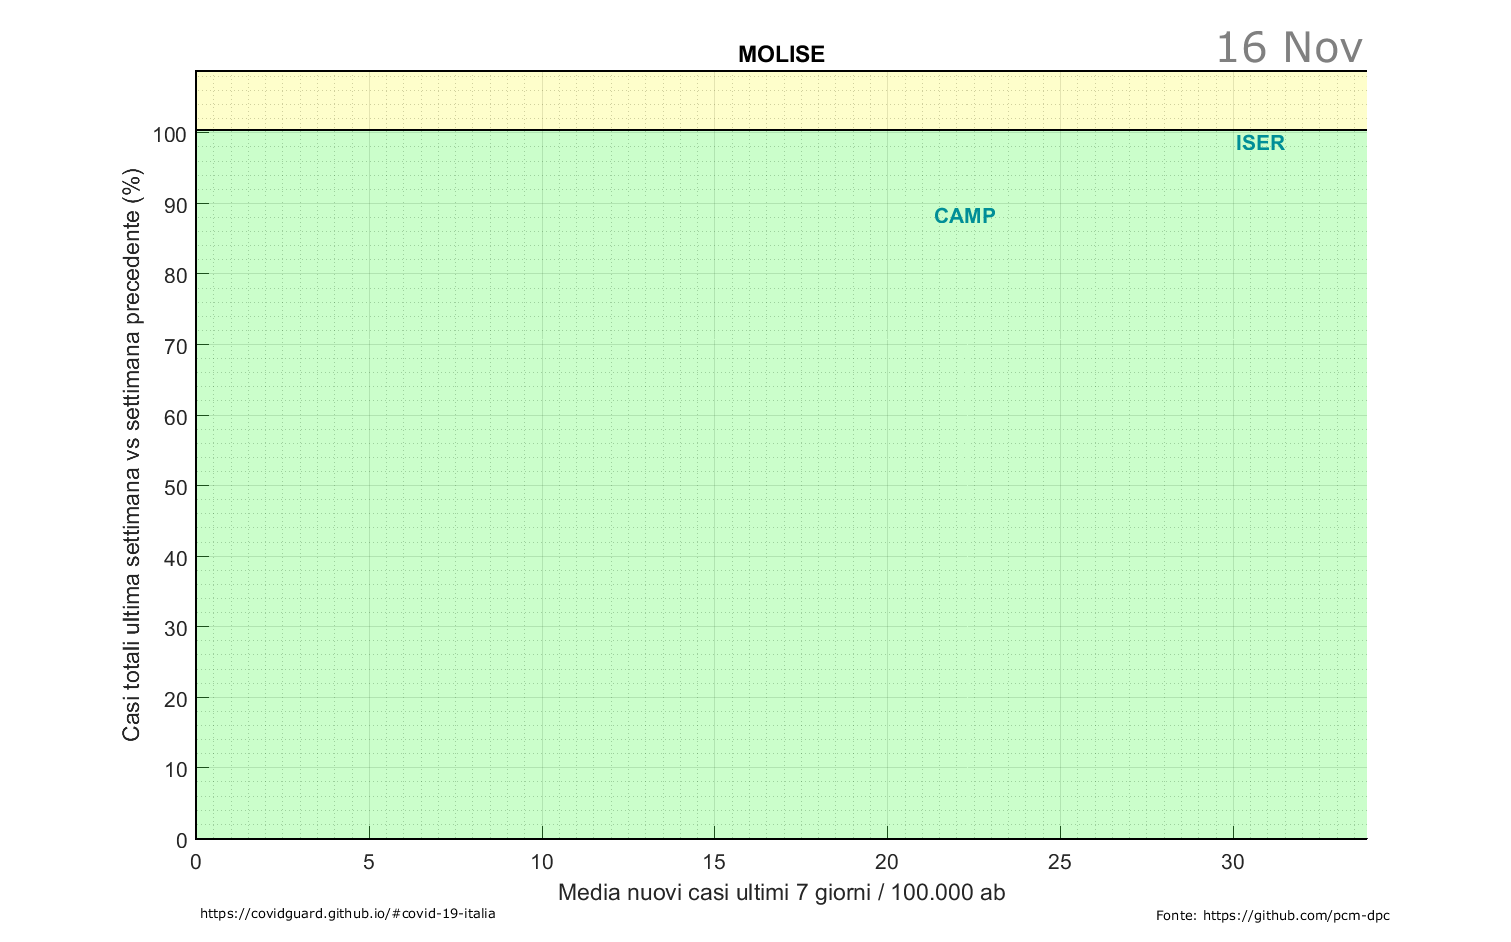 MOLISE
16 Nov
100
ISER
90
CAMP
80
70
60
50
40
30
20
10
0
Casi totali ultima settimana vs settimana precedente (%)
0 5 10 15 20 25 30
Media nuovi casi ultimi 7 giorni / 100.000 ab
https://covidguard.github.io/#covid-19-italia
Fonte: https://github.com/pcm-dpc